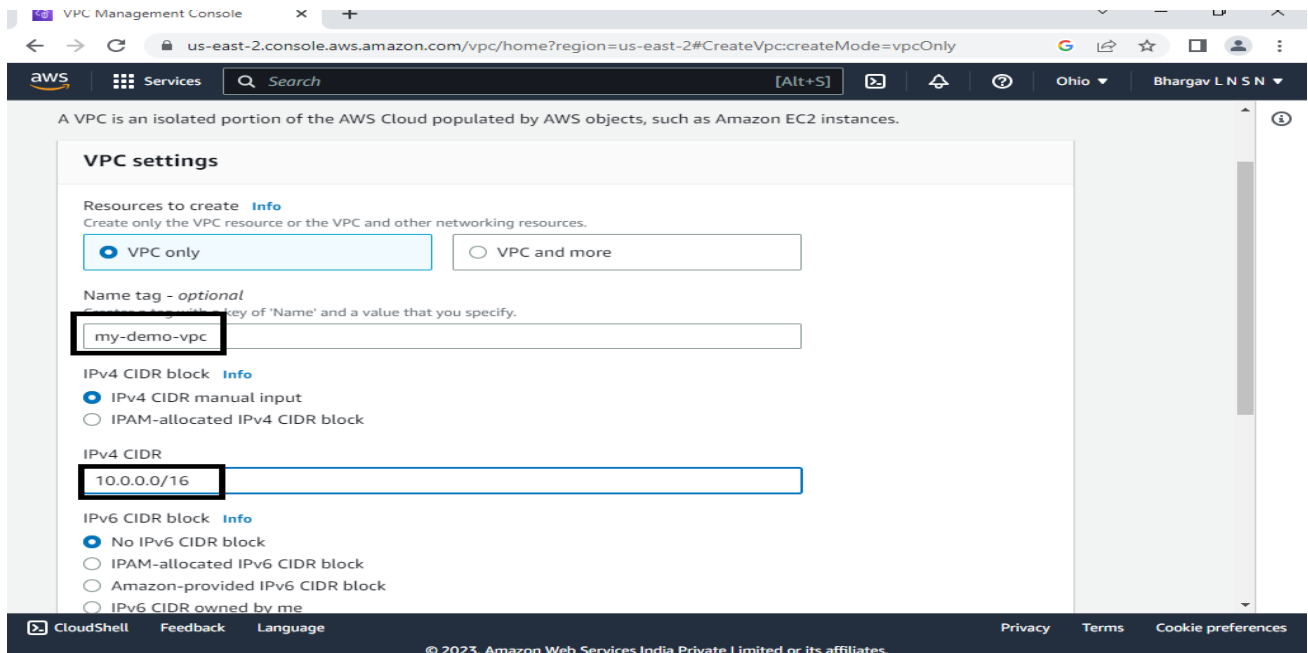 VPC Management Console
us-east-2.console.aws.amazon.com/vpc/home?region=us-east-2#CreateVpc:createMode=vpcOnly
aws Services Search [Alt+S] Ohio Bhargav L N S N
A VPC is an isolated portion of the AWS Cloud populated by AWS objects, such as Amazon EC2 instances.
VPC settings
Resources to create Info
Create only the VPC resource or the VPC and other networking resources.
VPC only VPC and more
Name tag - optional
Creates a tag with a key of 'Name' and a value that you specify.
my-demo-vpc
IPv4 CIDR block Info
IPv4 CIDR manual input
IPAM-allocated IPv4 CIDR block
IPv4 CIDR
10.0.0.0/16
IPv6 CIDR block Info
No IPv6 CIDR block
IPAM-allocated IPv6 CIDR block
Amazon-provided IPv6 CIDR block
IPv6 CIDR owned by me
CloudShell Feedback Language Privacy Terms Cookie preferences
© 2023, Amazon Web Services India Private Limited or its affiliates.